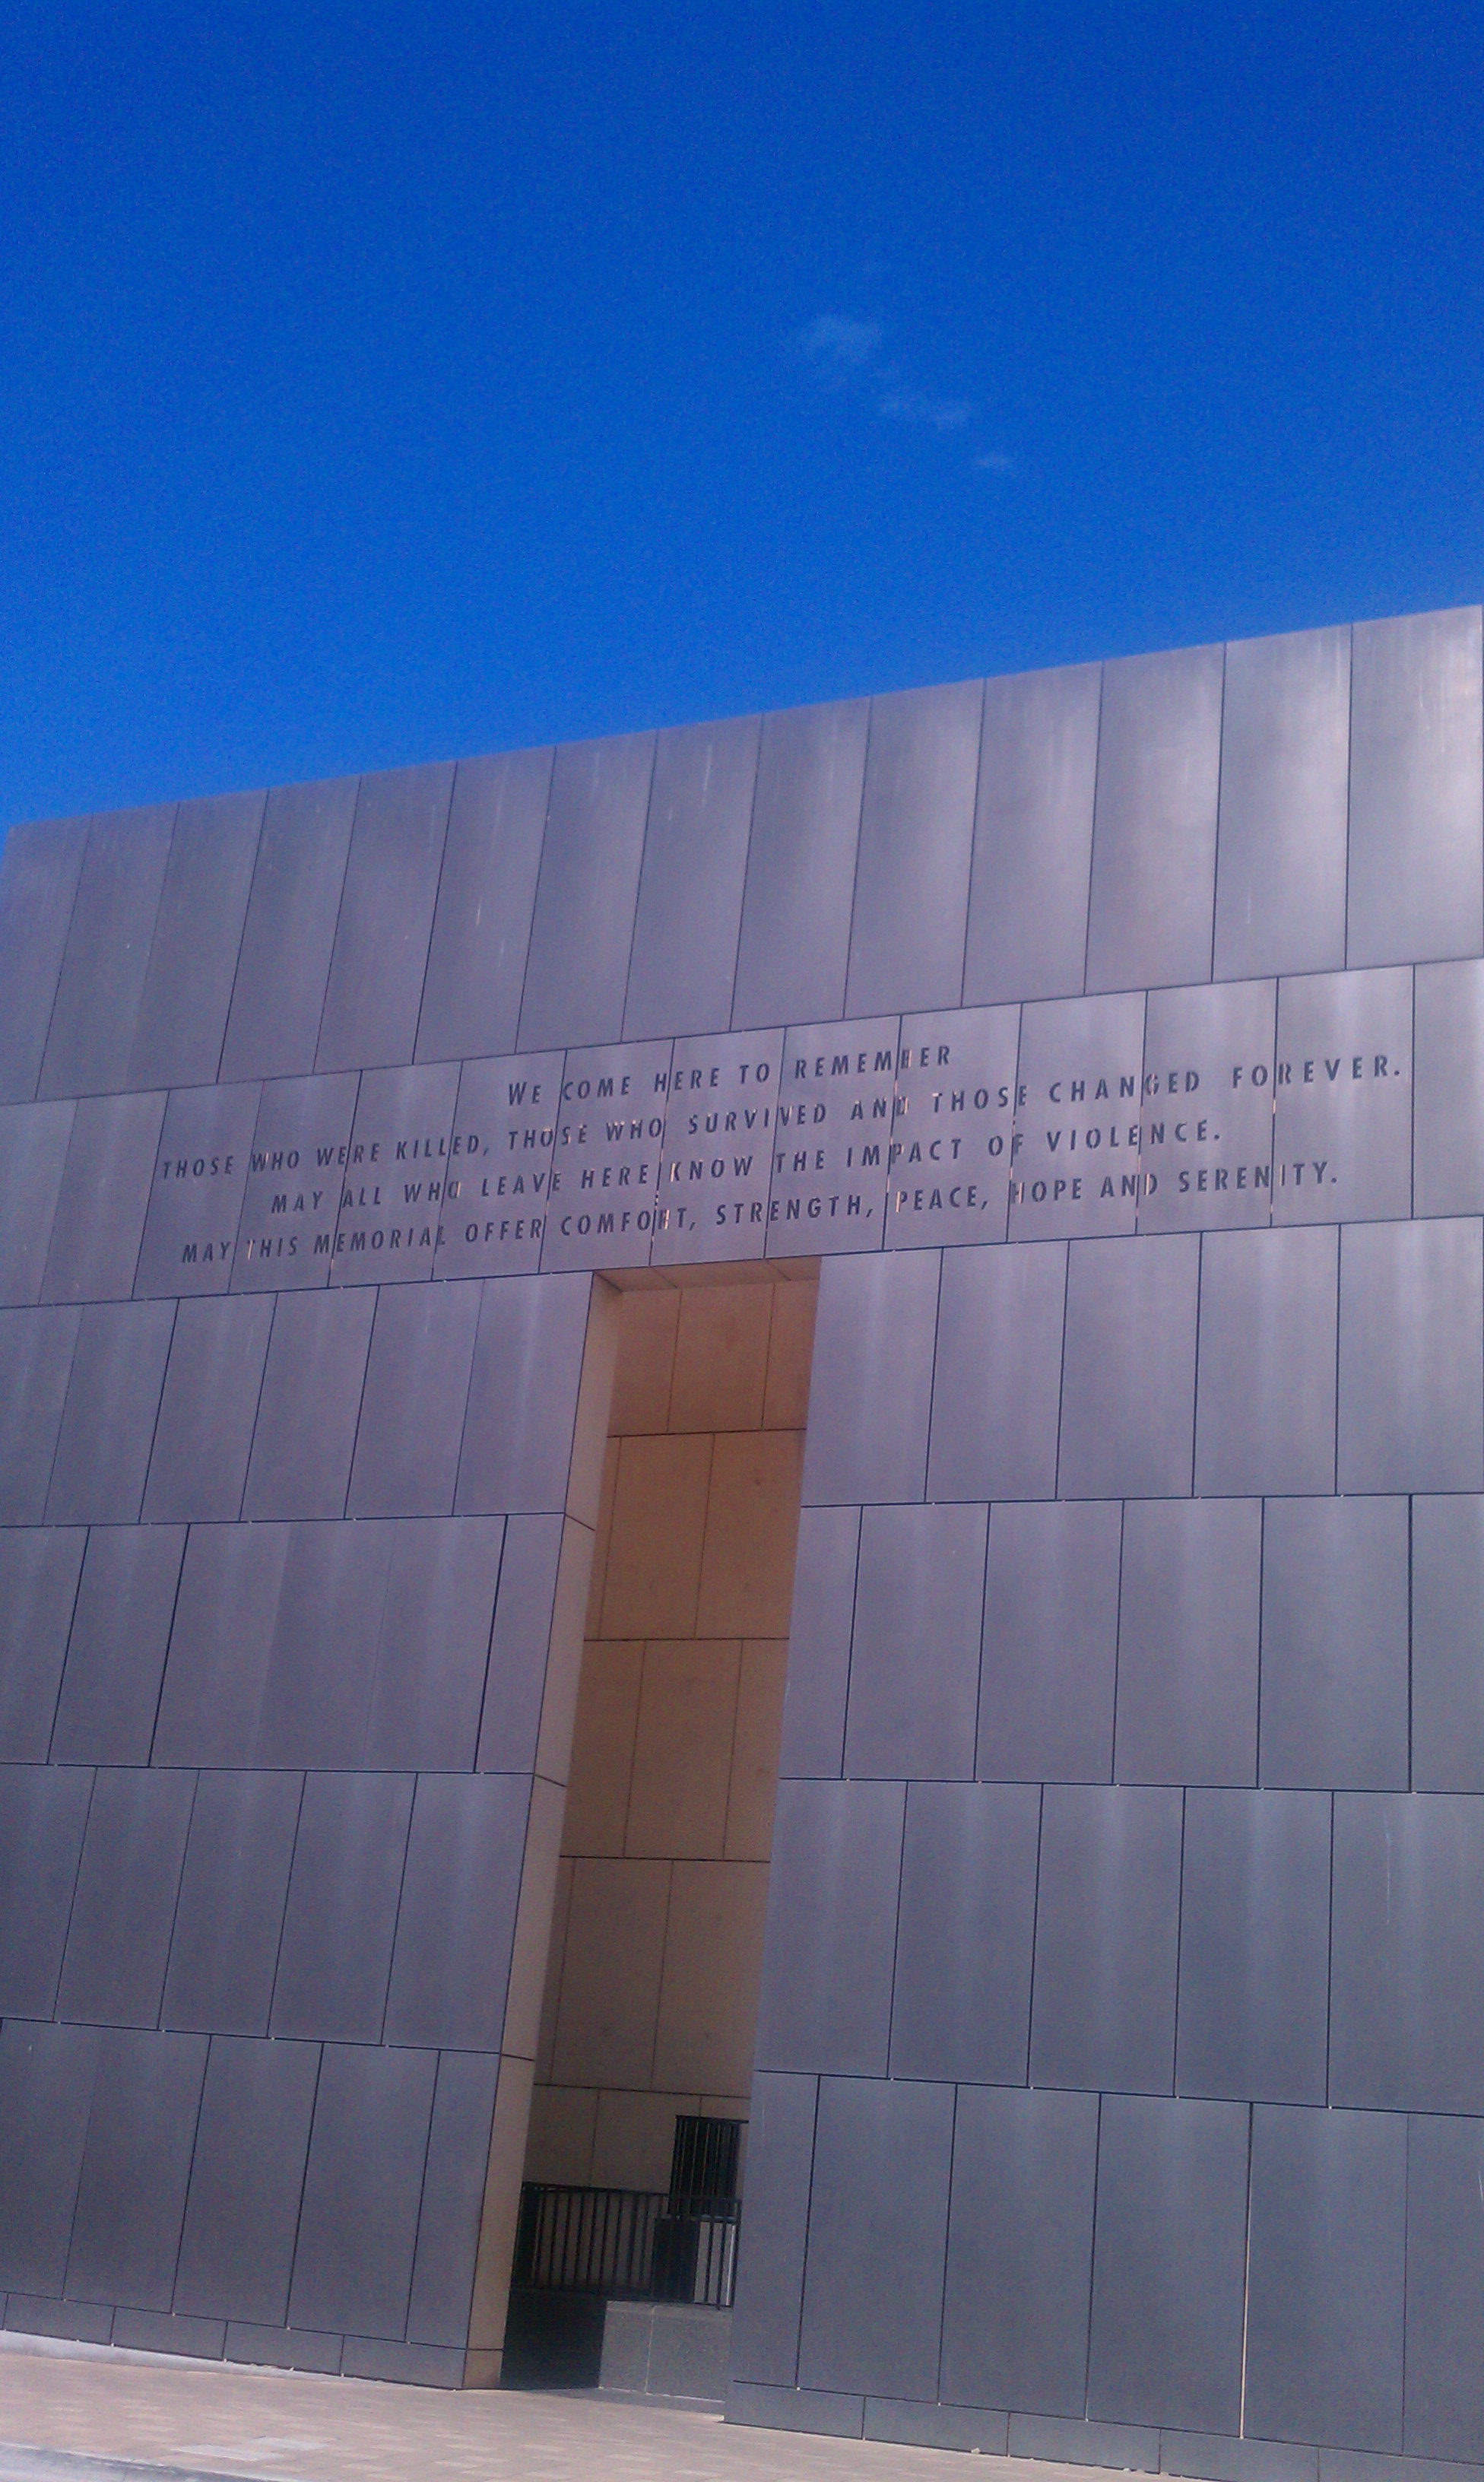 WE COME HERE TO REMEMBER
THOSE WHO WERE KILLED, THOSE WHO SURVIVED AND THOSE CHANGED FOREVER.
MAY ALL WHO LEAVE HERE KNOW THE IMPACT OF VIOLENCE.
MAY THIS MEMORIAL OFFER COMFORT, STRENGTH, PEACE, HOPE AND SERENITY.